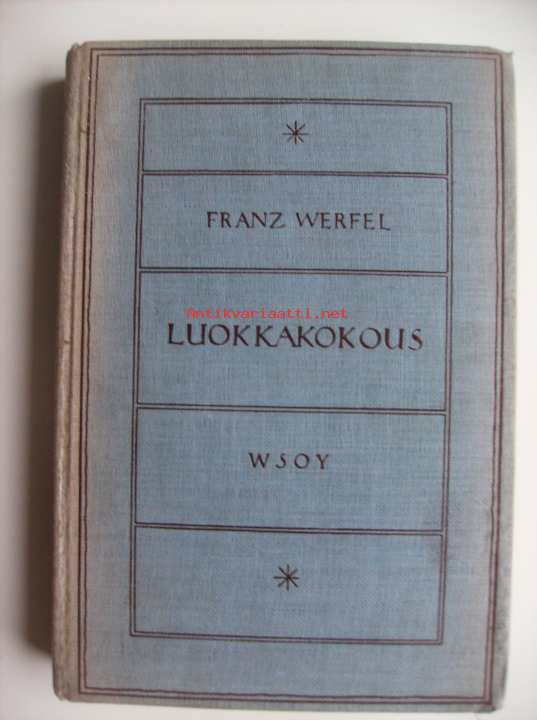 FRANZ WERFEL
Antikvariaatti.net
LUOKKAKOKOUS
WSOY